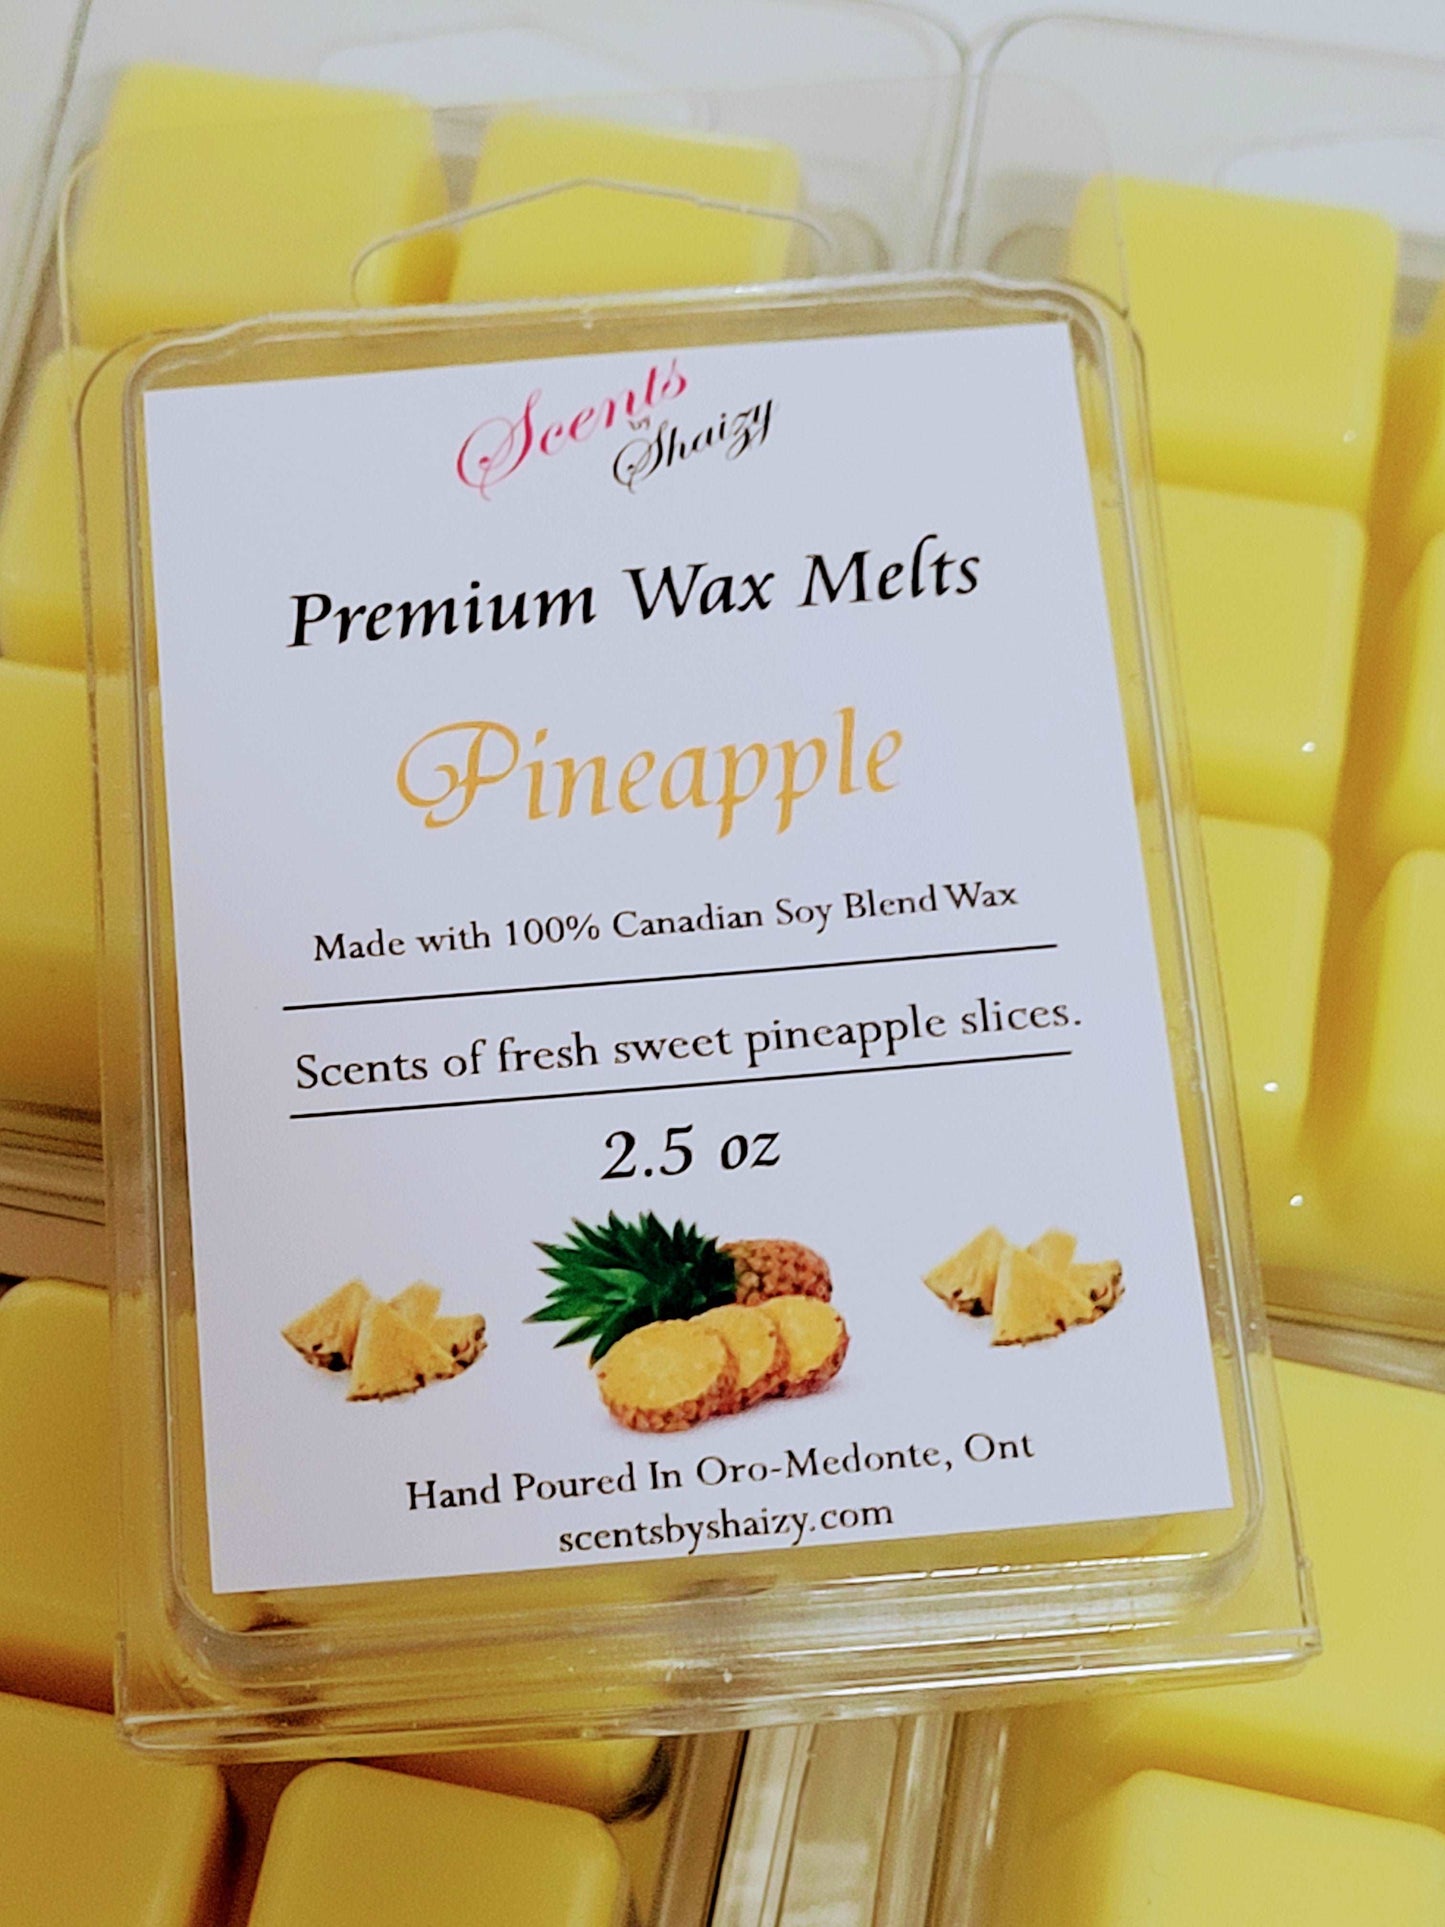 Scents
by
Shaizy
Premium Wax Melts
Pineapple
Made with 100% Canadian Soy Blend Wax
Scents of fresh sweet pineapple slices.
2.5 oz
Hand Poured In Oro-Medonte, Ont
scentsbyshaizy.com